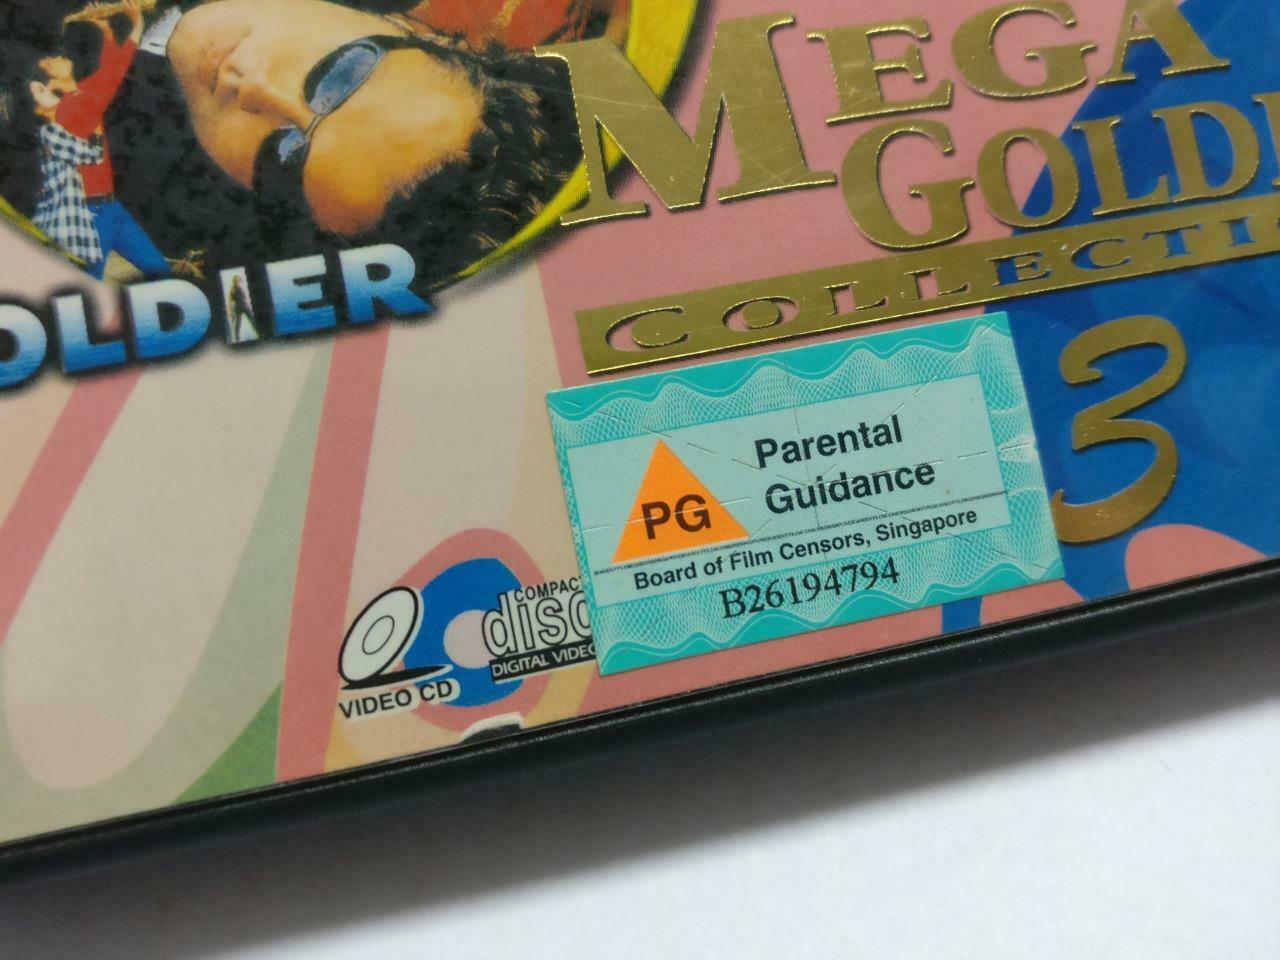 MEGA
COLLECTI
3
OLDIER
PG
Parental
Guidance
Board of Film Censors, Singapore
B26194794
COMPACT
disc
DIGITAL VIDEO
VIDEO CD